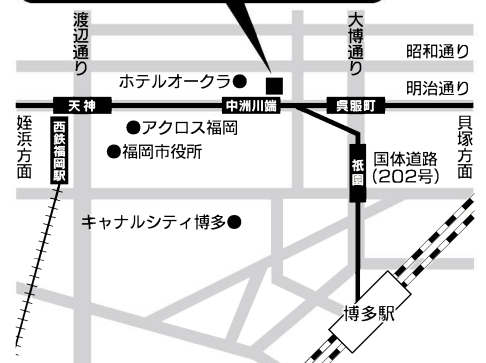 渡辺通り
大博通り
昭和通り
ホテルオークラ
明治通り
天神
中洲川端
呉服町
姪浜方面
西鉄福岡駅
アクロス福岡
福岡市役所
祇園
国体道路
(202号)
貝塚方面
キャナルシティ博多
博多駅